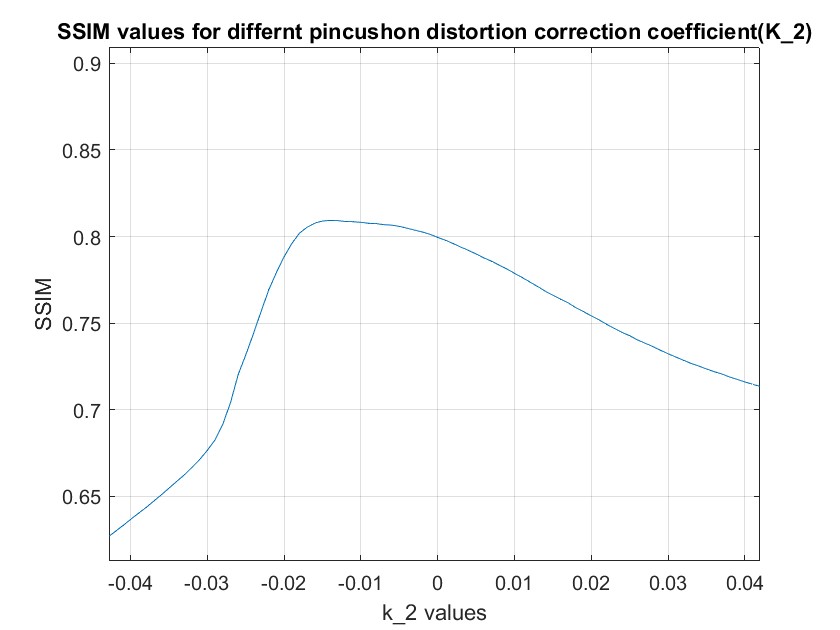 SSIM values for differnt pincushon distortion correction coefficient(K_2)
0.9
0.85
0.8
0.75
0.7
0.65
SSIM
-0.04 -0.03 -0.02 -0.01 0 0.01 0.02 0.03 0.04
k_2 values